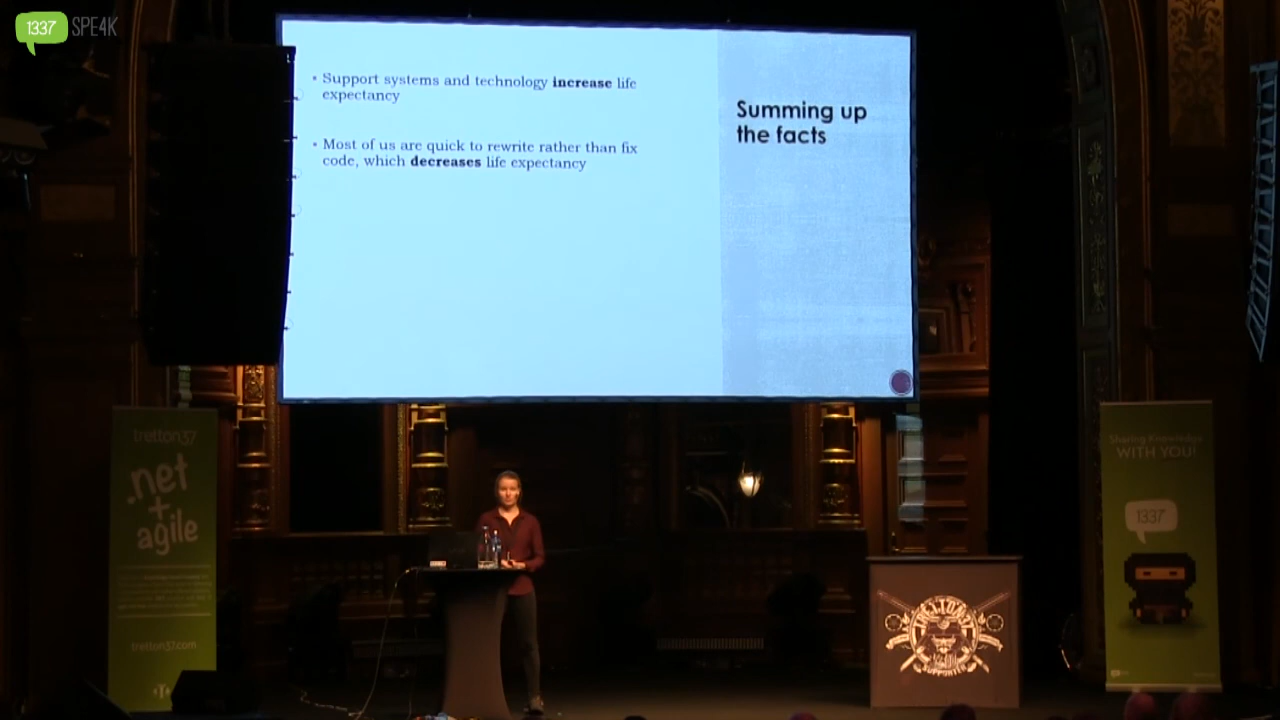 1337 SPE4K
• Support systems and technology increase life
expectancy
• Most of us are quick to rewrite rather than fix
code, which decreases life expectancy
Summing up
the facts
tretton37
.net
+
agile
tretton37.com
Sharing Knowledge
WITH YOU!
1337
TRETTON37
SUPPORTER